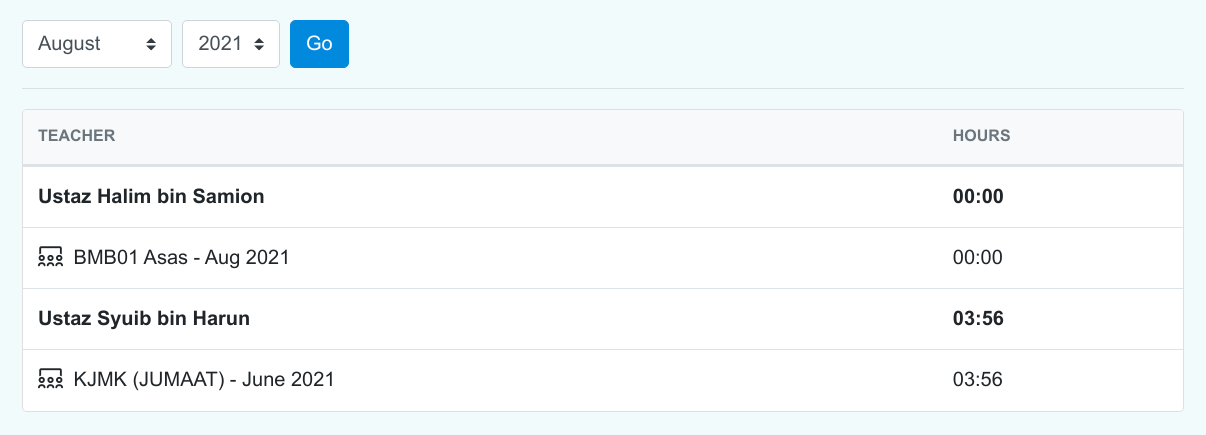 August 2021 Go
TEACHER HOURS
Ustaz Halim bin Samion 00:00
BMB01 Asas - Aug 2021 00:00
Ustaz Syuib bin Harun 03:56
KJMK (JUMAAT) - June 2021 03:56